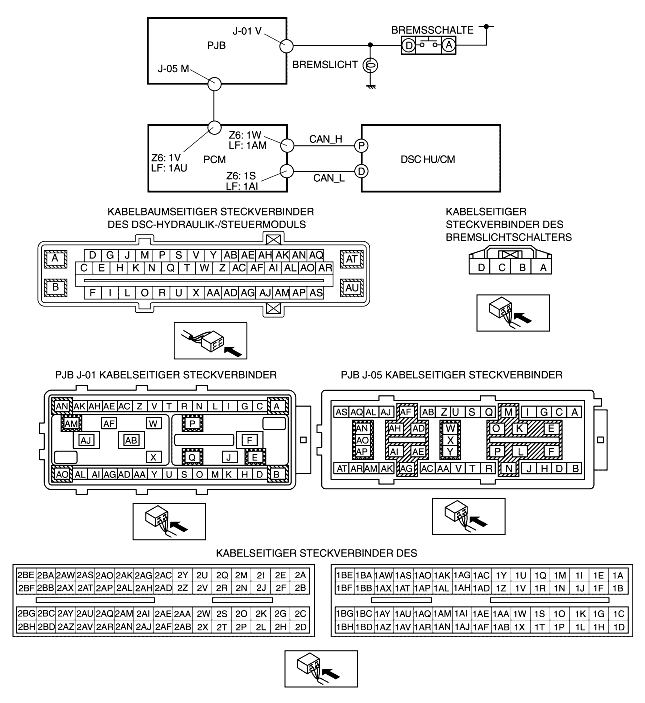 J-01 V
BREMSSCHALTE
PJB
D A
BREMSLICHT
J-05 M
Z6: 1W
LF: 1AM
CAN_H
P
Z6: 1V
LF: 1AU
PCM
DSC HU/CM
Z6: 1S
LF: 1AI
CAN_L
D
KABELBAUMSEITIGER STECKVERBINDER
DES DSC-HYDRAULIK-/STEUERMODULS
A D G J M P S V Y AB AE AH AK AN AQ AT
C E H K N Q T W Z AC AF AI AL AO AR
B F I L O R U X AA AD AG AJ AM AP AS AU
KABELSEITIGER
STECKVERBINDER DES
BREMSLICHTSCHALTERS
D C B A
PJB J-01 KABELSEITIGER STECKVERBINDER
AN AK AH AE AC Z V T R N L I G C A
AM AF W P
AJ AB F
X Q J E
AO AL AI AG AD AA Y U S O M K H D B
PJB J-05 KABELSEITIGER STECKVERBINDER
AS AQ AL AJ AF AB Z U S Q M I G C A
AN AH AD W O K E
AO X
AP AI AE Y P L F
AT AR AM AK AG AC AA V T R N J H D B
KABELSEITIGER STECKVERBINDER DES
2BE 2BA 2AW 2AS 2AO 2AK 2AG 2AC 2Y 2U 2Q 2M 2I 2E 2A
2BF 2BB 2AX 2AT 2AP 2AL 2AH 2AD 2Z 2V 2R 2N 2J 2F 2B
2BG 2BC 2AY 2AU 2AQ 2AM 2AI 2AE 2AA 2W 2S 2O 2K 2G 2C
2BH 2BD 2AZ 2AV 2AR 2AN 2AJ 2AF 2AB 2X 2T 2P 2L 2H 2D
1BE 1BA 1AW 1AS 1AO 1AK 1AG 1AC 1Y 1U 1Q 1M 1I 1E 1A
1BF 1BB 1AX 1AT 1AP 1AL 1AH 1AD 1Z 1V 1R 1N 1J 1F 1B
1BG 1BC 1AY 1AU 1AQ 1AM 1AI 1AE 1AA 1W 1S 1O 1K 1G 1C
1BH 1BD 1AZ 1AV 1AR 1AN 1AJ 1AF 1AB 1X 1T 1P 1L 1H 1D